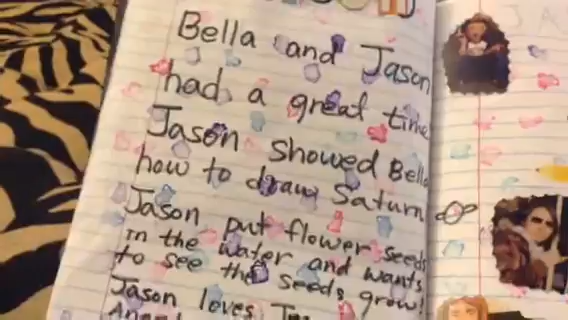 Bella and Jason
had a great time
Jason showed Bella
how to draw Saturn
Jason put flower seeds
in the water and wants
to see the seeds grow!
Jason loves
JA